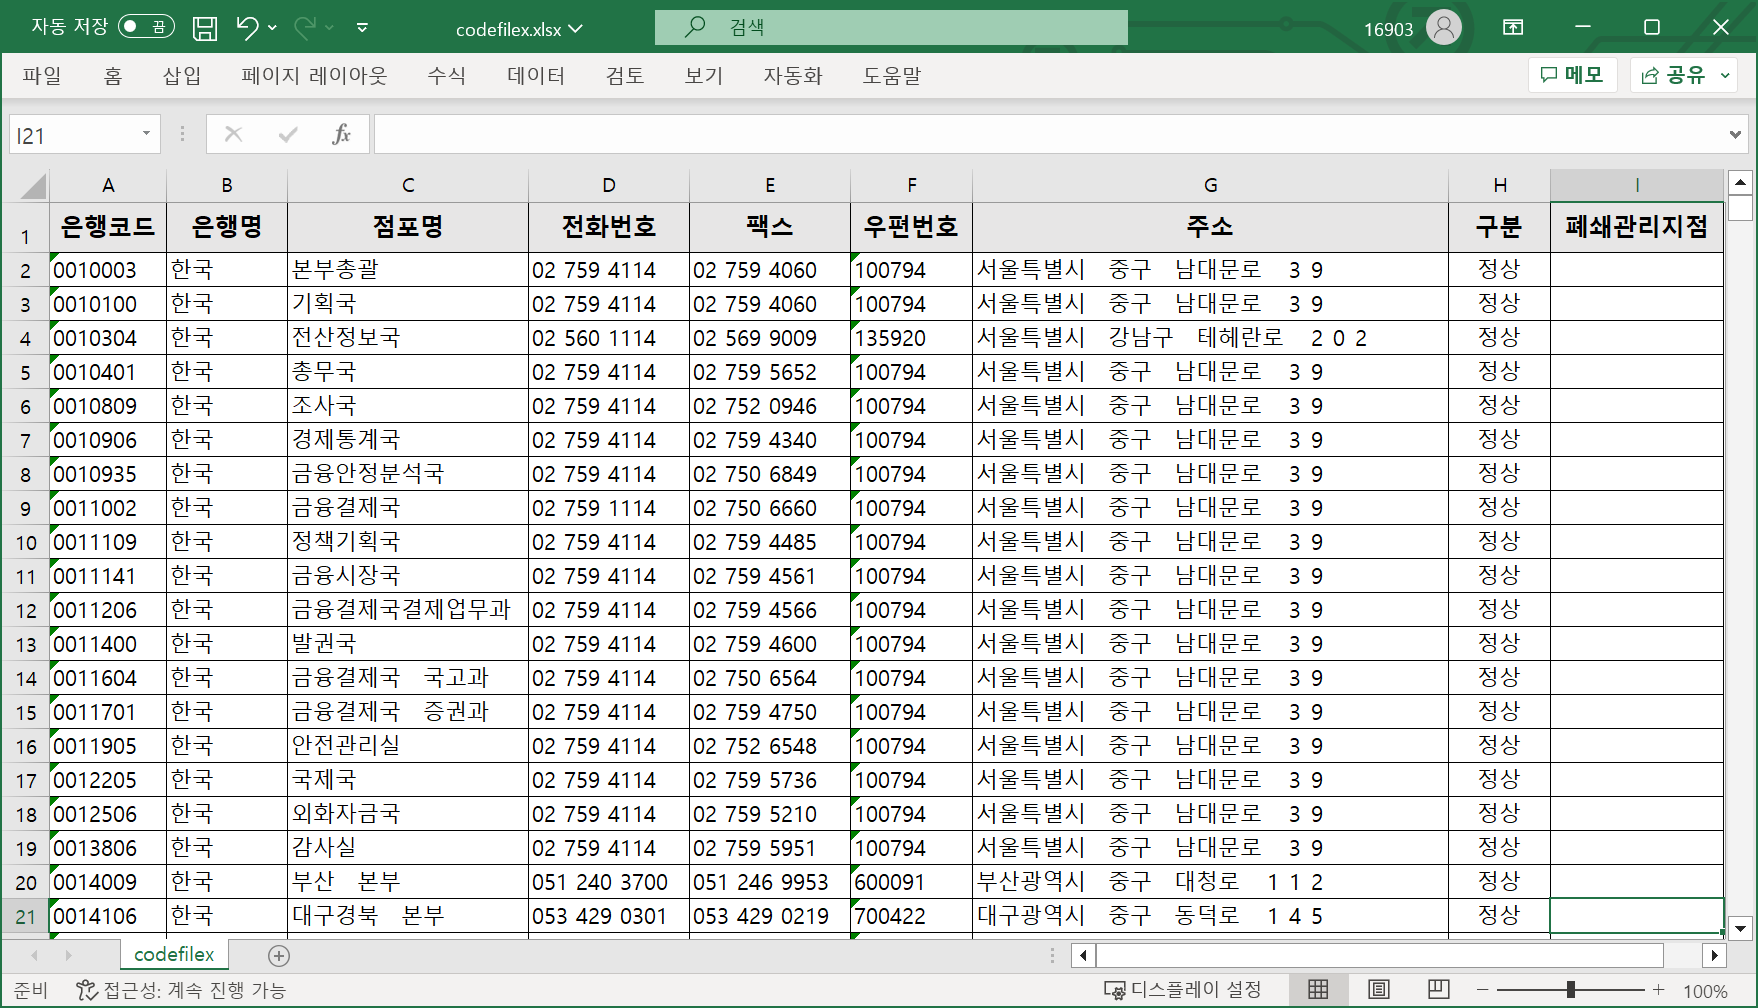 자동 저장 끔 codefilex.xlsx 검색 16903
파일 홈 삽입 페이지 레이아웃 수식 데이터 검토 보기 자동화 도움말 메모 공유
I21 fx
A B C D E F G H I
1 은행코드 은행명 점포명 전화번호 팩스 우편번호 주소 구분 폐쇄관리지점
2 0010003 한국 본부총괄 02 759 4114 02 759 4060 100794 서울특별시 중구 남대문로 3 9 정상
3 0010100 한국 기획국 02 759 4114 02 759 4060 100794 서울특별시 중구 남대문로 3 9 정상
4 0010304 한국 전산정보국 02 560 1114 02 569 9009 135920 서울특별시 강남구 테헤란로 2 0 2 정상
5 0010401 한국 총무국 02 759 4114 02 759 5652 100794 서울특별시 중구 남대문로 3 9 정상
6 0010809 한국 조사국 02 759 4114 02 752 0946 100794 서울특별시 중구 남대문로 3 9 정상
7 0010906 한국 경제통계국 02 759 4114 02 759 4340 100794 서울특별시 중구 남대문로 3 9 정상
8 0010935 한국 금융안정분석국 02 759 4114 02 750 6849 100794 서울특별시 중구 남대문로 3 9 정상
9 0011002 한국 금융결제국 02 759 1114 02 750 6660 100794 서울특별시 중구 남대문로 3 9 정상
10 0011109 한국 정책기획국 02 759 4114 02 759 4485 100794 서울특별시 중구 남대문로 3 9 정상
11 0011141 한국 금융시장국 02 759 4114 02 759 4561 100794 서울특별시 중구 남대문로 3 9 정상
12 0011206 한국 금융결제국결제업무과 02 759 4114 02 759 4566 100794 서울특별시 중구 남대문로 3 9 정상
13 0011400 한국 발권국 02 759 4114 02 759 4600 100794 서울특별시 중구 남대문로 3 9 정상
14 0011604 한국 금융결제국 국고과 02 759 4114 02 750 6564 100794 서울특별시 중구 남대문로 3 9 정상
15 0011701 한국 금융결제국 증권과 02 759 4114 02 759 4750 100794 서울특별시 중구 남대문로 3 9 정상
16 0011905 한국 안전관리실 02 759 4114 02 752 6548 100794 서울특별시 중구 남대문로 3 9 정상
17 0012205 한국 국제국 02 759 4114 02 759 5736 100794 서울특별시 중구 남대문로 3 9 정상
18 0012506 한국 외화자금국 02 759 4114 02 759 5210 100794 서울특별시 중구 남대문로 3 9 정상
19 0013806 한국 감사실 02 759 4114 02 759 5951 100794 서울특별시 중구 남대문로 3 9 정상
20 0014009 한국 부산 본부 051 240 3700 051 246 9953 600091 부산광역시 중구 대청로 1 1 2 정상
21 0014106 한국 대구경북 본부 053 429 0301 053 429 0219 700422 대구광역시 중구 동덕로 1 4 5 정상
codefilex
준비 접근성: 계속 진행 가능 디스플레이 설정 100%